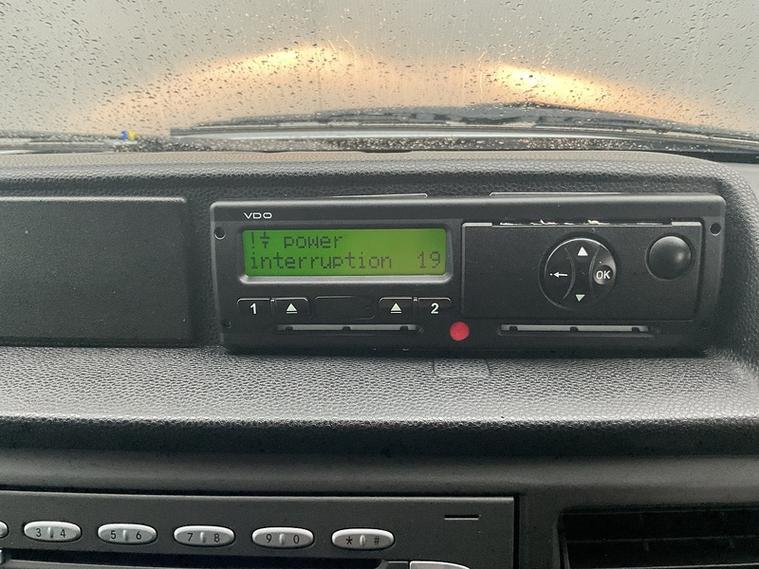 VDO
! power
interruption 19
1 2
OK
3 4 5 6 7 8 9 0 * #